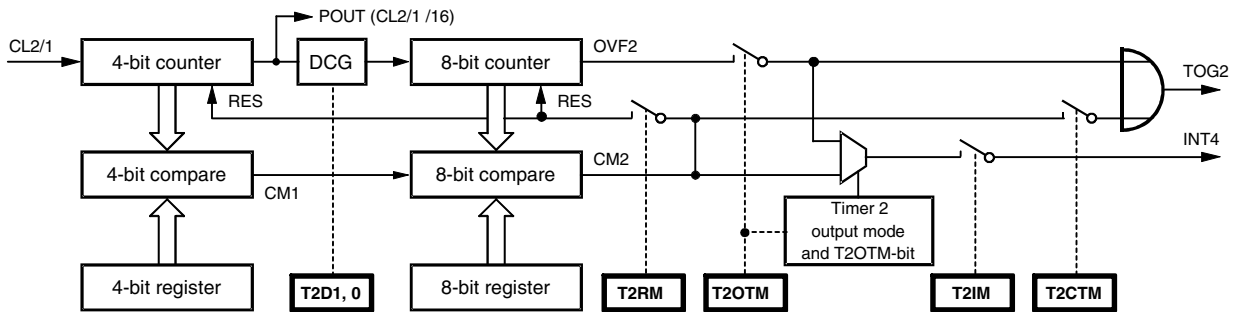 POUT (CL2/1 /16)
CL2/1
4-bit counter
DCG
8-bit counter
OVF2
TOG2
RES
RES
4-bit compare
CM1
8-bit compare
CM2
INT4
Timer 2
output mode
and T2OTM-bit
4-bit register
T2D1, 0
8-bit register
T2RM
T2OTM
T2IM
T2CTM